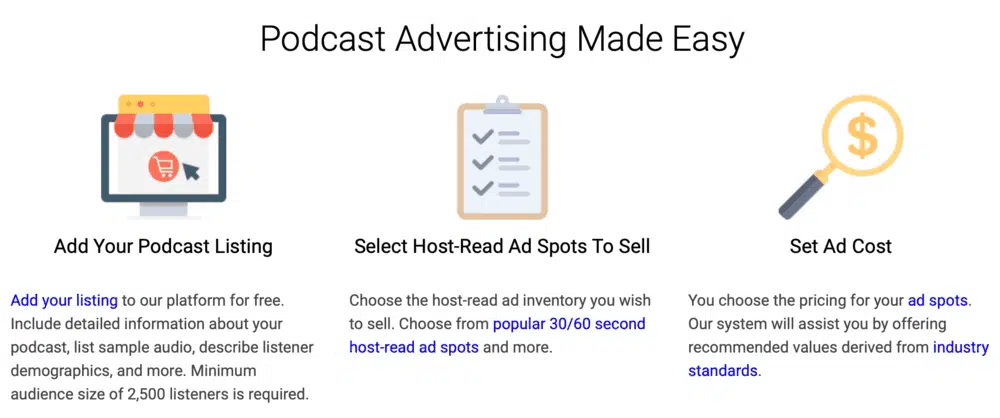 Podcast Advertising Made Easy
Add Your Podcast Listing
Add your listing to our platform for free.
Include detailed information about your
podcast, list sample audio, describe listener
demographics, and more. Minimum
audience size of 2,500 listeners is required.
Select Host-Read Ad Spots To Sell
Choose the host-read ad inventory you wish
to sell. Choose from popular 30/60 second
host-read ad spots and more.
$
Set Ad Cost
You choose the pricing for your ad spots.
Our system will assist you by offering
recommended values derived from industry
standards.